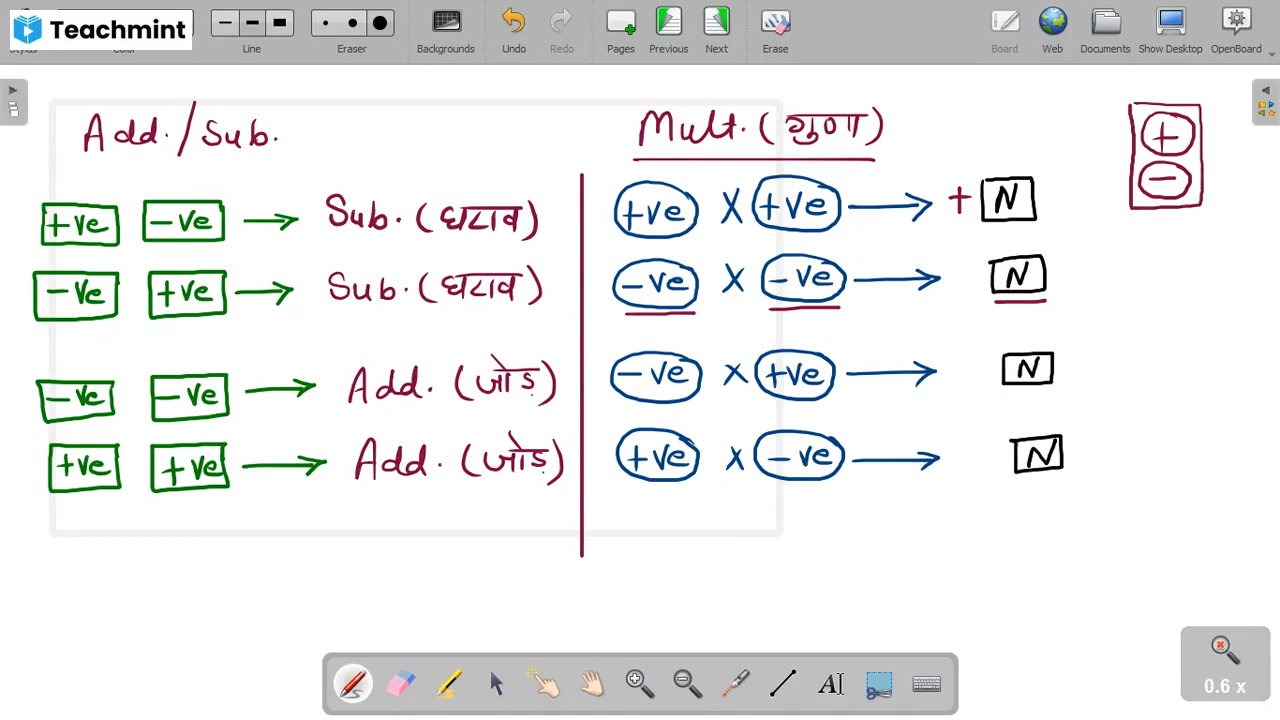 Teachmint
Line
Eraser
Backgrounds
Undo
Redo
Pages
Previous
Next
Erase
Board
Web
Documents
Show Desktop
OpenBoard
Add. / Sub.
+ve -ve → Sub. (घटाव)
-ve +ve → Sub. (घटाव)
-ve -ve → Add. (जोड़)
+ve +ve → Add. (जोड़)
Mult. (गुणा)
+ve × +ve → + N
-ve × -ve → N
-ve × +ve → N
+ve × -ve → N
+
-
0.6 x